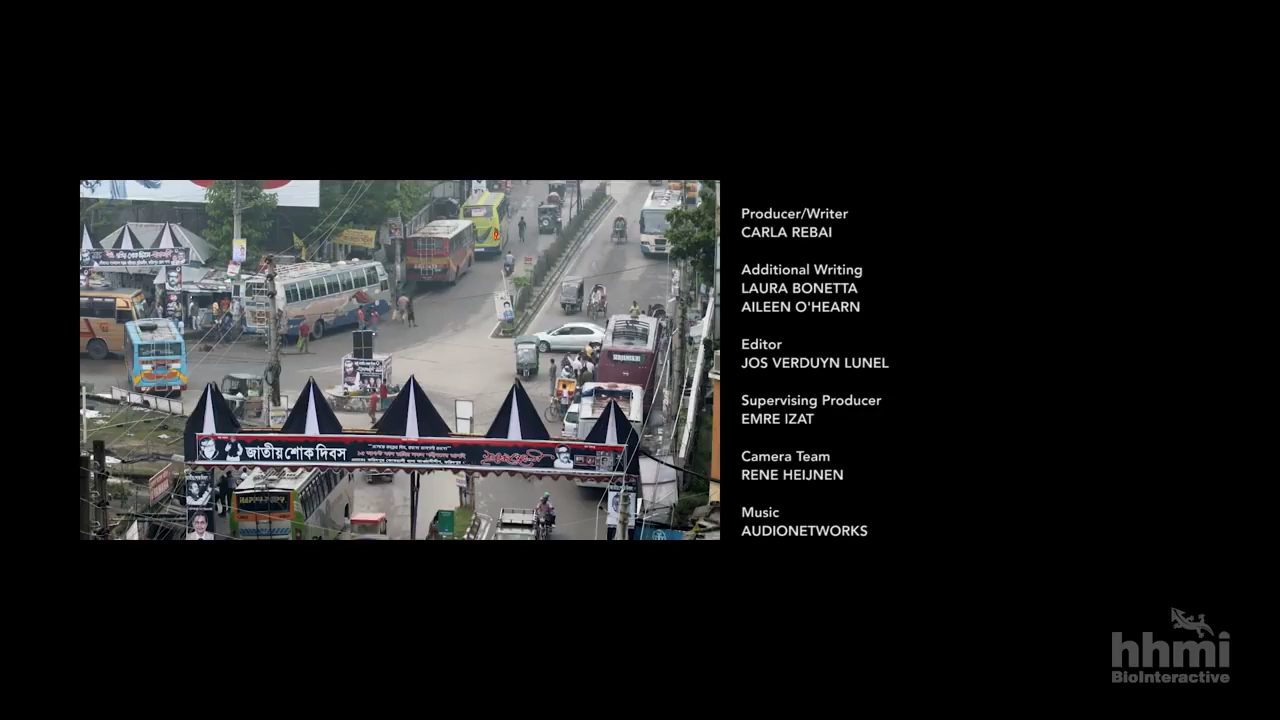 জাতীয় শোক দিবস
Producer/Writer
CARLA REBAI
Additional Writing
LAURA BONETTA
AILEEN O'HEARN
Editor
JOS VERDUYN LUNEL
Supervising Producer
EMRE IZAT
Camera Team
RENE HEIJNEN
Music
AUDIONETWORKS
hhmi
BioInteractive